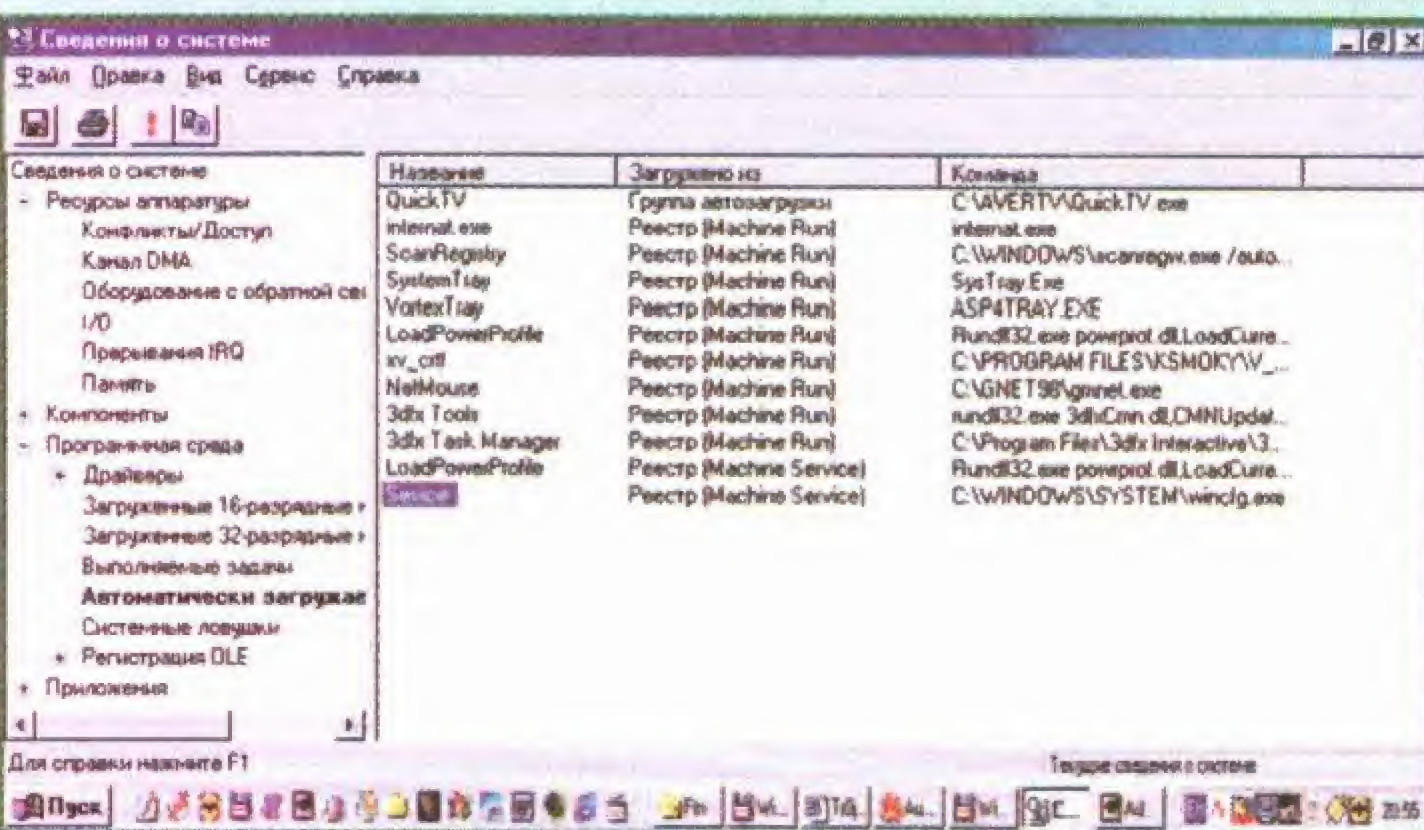 Сведения о системе
Файл Правка Вид Сервис Справка
Сведения о системе
- Ресурсы аппаратуры
Конфликты/Доступ
Канал DMA
Оборудование с обратной свя
I/O
Прерывания IRQ
Память
+ Компоненты
- Программная среда
+ Драйверы
Загруженные 16-разрядные
Загруженные 32-разрядные
Выполняемые задачи
Автоматически загружае
Системные ловушки
+ Регистрация OLE
+ Приложения
Название Загружено из Команда
QuickTV Группа автозагрузки C:\AVERTV\QuickTV.exe
internat.exe Реестр (Machine Run) internat.exe
ScanRegistry Реестр (Machine Run) C:\WINDOWS\scanregw.exe /auto...
SystemTray Реестр (Machine Run) SysTray.Exe
VortexTray Реестр (Machine Run) ASP4TRAY.EXE
LoadPowerProfile Реестр (Machine Run) Rundll32.exe powrprof.dll,LoadCurre...
Реестр (Machine Run) C:\PROGRAM FILES\KSMOKY\V_...
NetMouse Реестр (Machine Run) C:\GNET98\gmnet.exe
3dfx Tools Реестр (Machine Run) rundll32.exe 3dfxCmn.dll,CMNUpdat...
3dfx Task Manager Реестр (Machine Run) C:\Program Files\3dfx Interactive\3...
LoadPowerProfile Реестр (Machine Service) Rundll32.exe powrprof.dll,LoadCurre...
Service Реестр (Machine Service) C:\WINDOWS\SYSTEM\wincfg.exe
Для справки нажмите F1 Текущие сведения о системе
Пуск